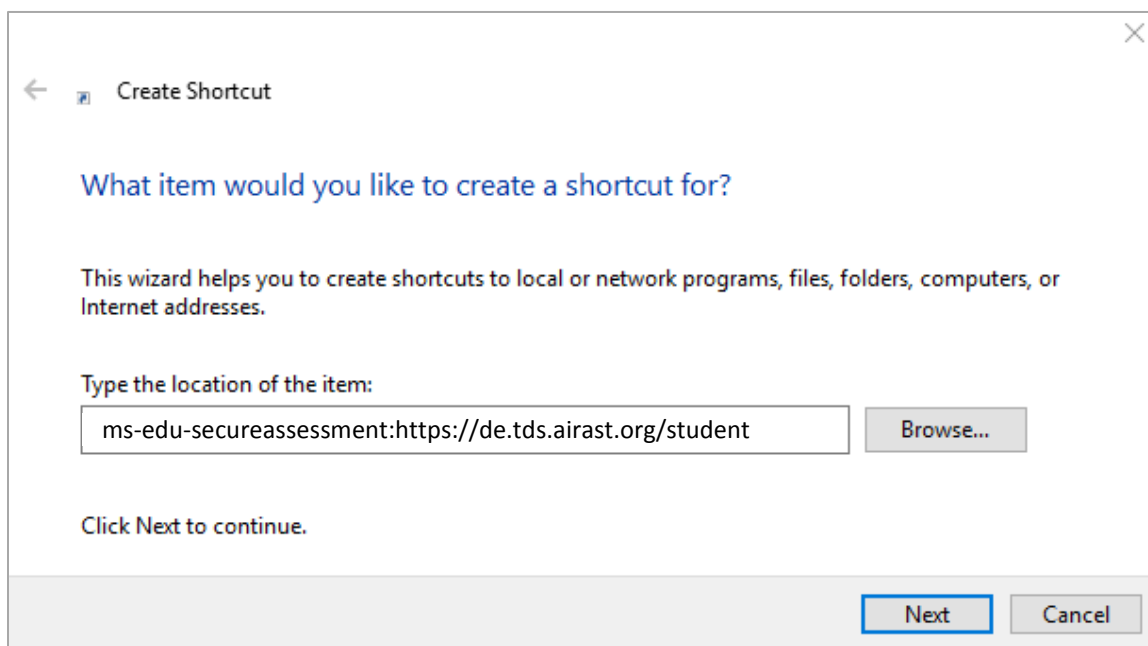 Create Shortcut
What item would you like to create a shortcut for?
This wizard helps you to create shortcuts to local or network programs, files, folders, computers, or
Internet addresses.
Type the location of the item:
ms-edu-secureassessment:https://de.tds.airast.org/student
Browse...
Click Next to continue.
Next
Cancel